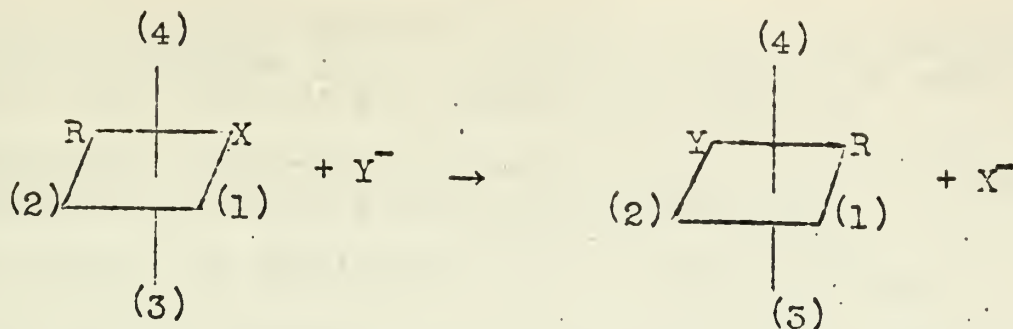 (4) (4)
R X Y R
+ Y⁻ → + X⁻
(2) (1) (2) (1)
(3) (3)